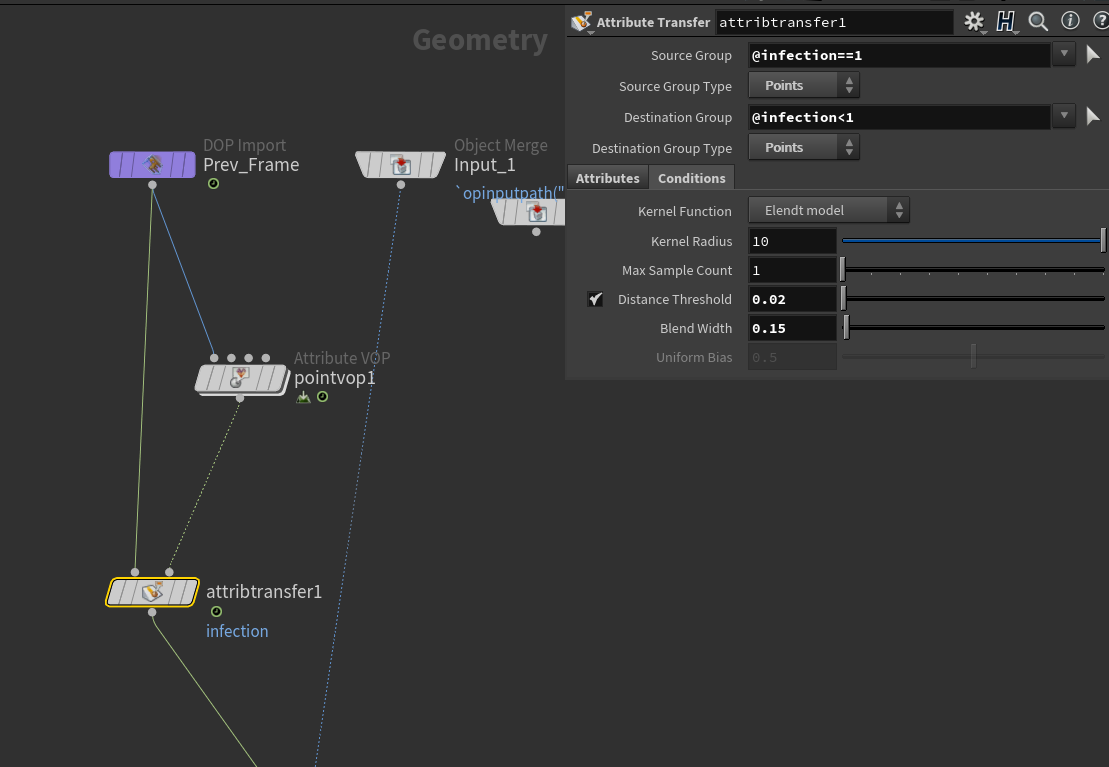 Geometry
DOP Import
Prev_Frame
Object Merge
Input_1
`opinputpath("
Attribute VOP
pointvop1
attribtransfer1
infection
Attribute Transfer attribtransfer1
Source Group @infection==1
Source Group Type Points
Destination Group @infection<1
Destination Group Type Points
Attributes Conditions
Kernel Function Elendt model
Kernel Radius 10
Max Sample Count 1
Distance Threshold 0.02
Blend Width 0.15
Uniform Bias 0.5